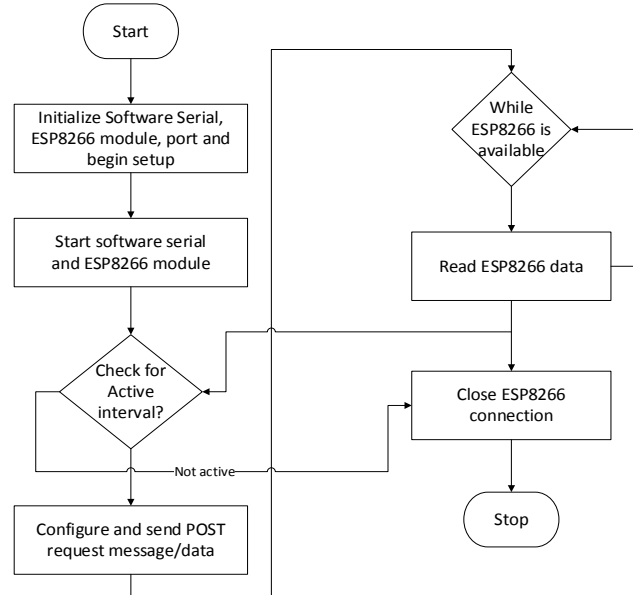 Start
Initialize Software Serial,
ESP8266 module, port and
begin setup
Start software serial
and ESP8266 module
Check for
Active
interval?
Not active
Configure and send POST
request message/data
While
ESP8266 is
available
Read ESP8266 data
Close ESP8266
connection
Stop